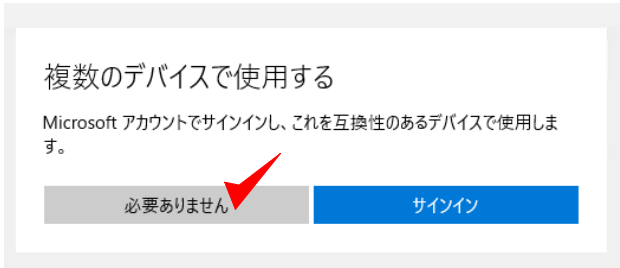 複数のデバイスで使用する
Microsoft アカウントでサインインし、これを互換性のあるデバイスで使用しま
す。
必要ありません
サインイン